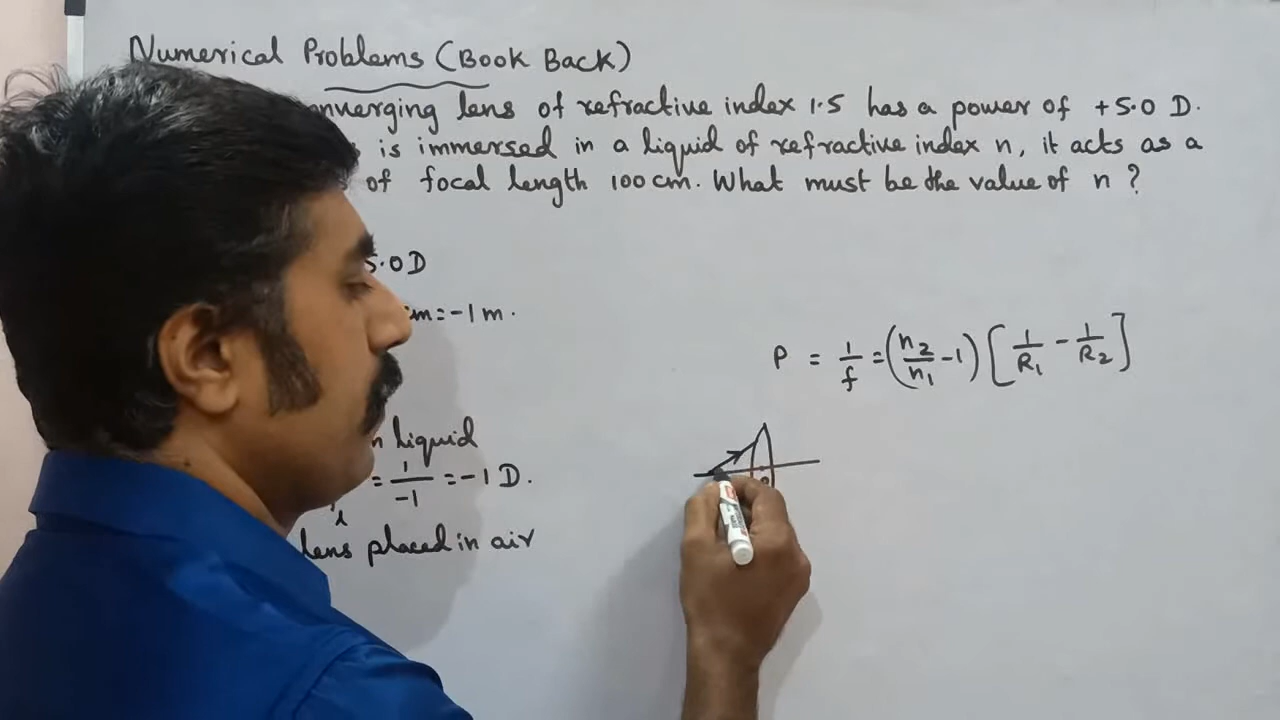 Numerical Problems (Book Back)
converging lens of refractive index 1.5 has a power of +5.0 D.
is immersed in a liquid of refractive index n, it acts as a
of focal length 100 cm. What must be the value of n ?
5.0 D
cm = -1 m.
P = 1/f = (n₂/n₁ - 1) [1/R₁ - 1/R₂]
liquid
= 1/-1 = -1 D.
lens placed in air